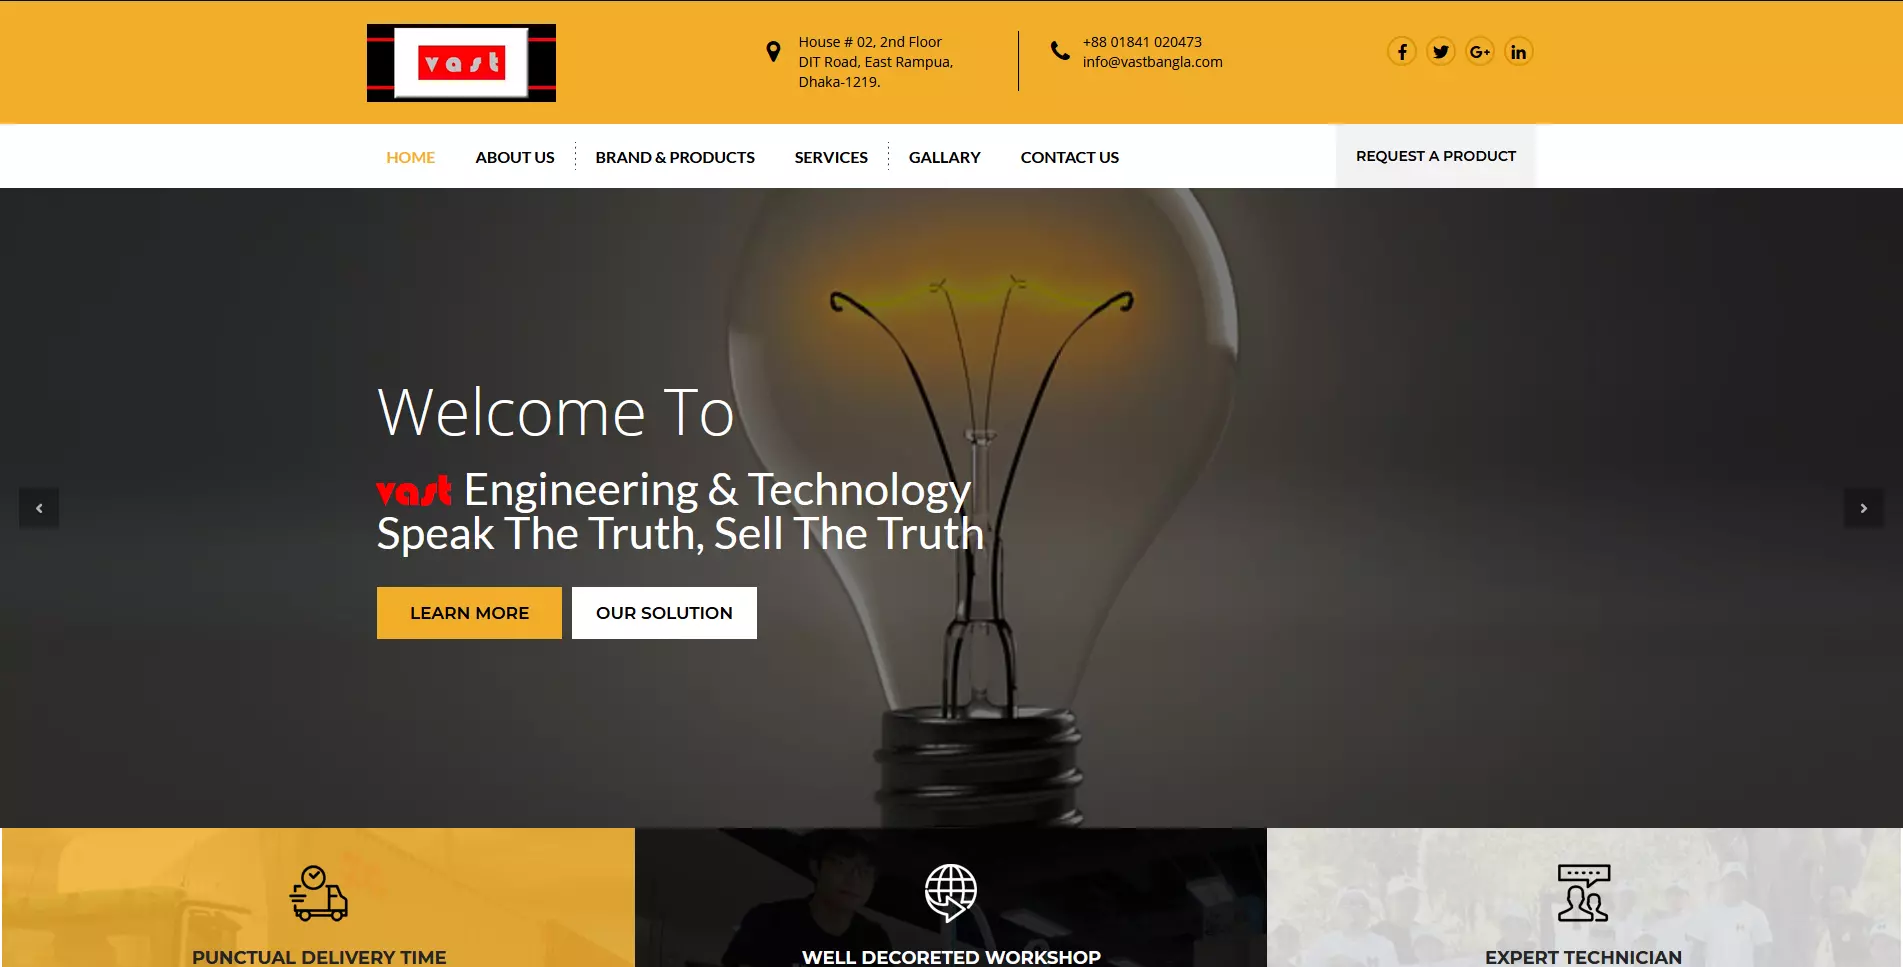 vast
House # 02, 2nd Floor
DIT Road, East Rampua,
Dhaka-1219.
+88 01841 020473
info@vastbangla.com
HOME
ABOUT US
BRAND & PRODUCTS
SERVICES
GALLARY
CONTACT US
REQUEST A PRODUCT
Welcome To
vast Engineering & Technology
Speak The Truth, Sell The Truth
LEARN MORE
OUR SOLUTION
PUNCTUAL DELIVERY TIME
WELL DECORETED WORKSHOP
EXPERT TECHNICIAN